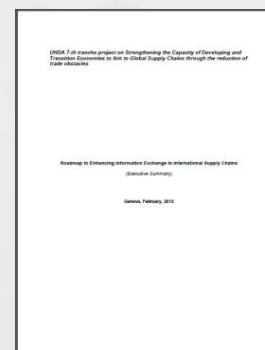 UNDA 7-th tranche project on Strengthening the Capacity of Developing and
Transition Economies to link to Global Supply Chains through the reduction of
trade obstacles
Roadmap to Enhancing Information Exchange in International Supply Chains
(Executive Summary)
Geneva, February, 2013